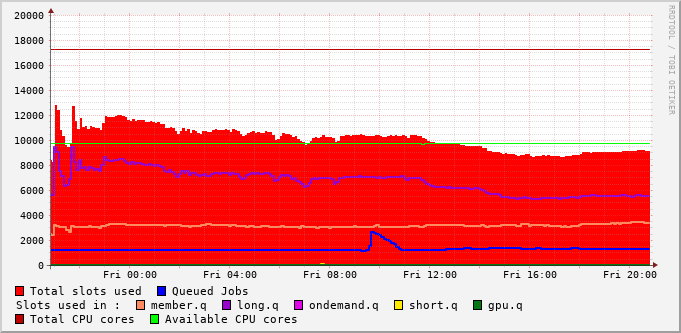 20000
18000
16000
14000
12000
10000
8000
6000
4000
2000
0
Fri 00:00 Fri 04:00 Fri 08:00 Fri 12:00 Fri 16:00 Fri 20:00
Total slots used Queued Jobs
Slots used in : member.q long.q ondemand.q short.q gpu.q
Total CPU cores Available CPU cores
RRDTOOL / TOBI OETIKER